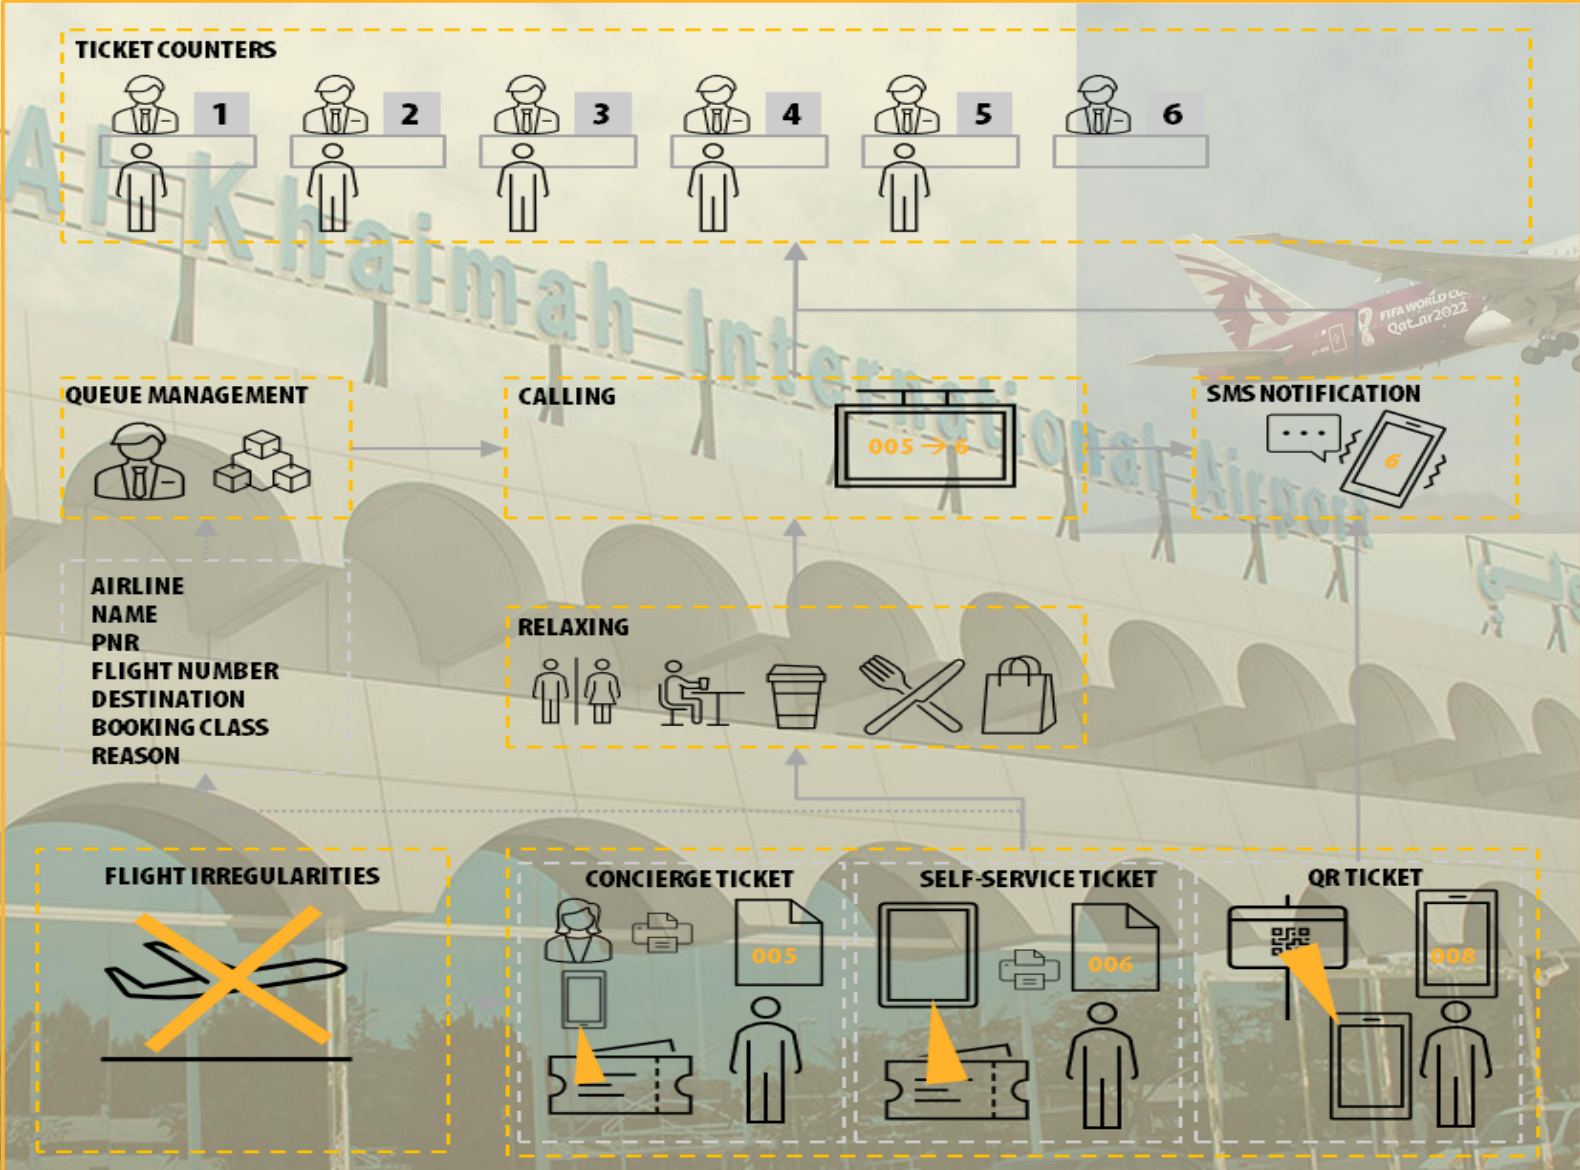 TICKET COUNTERS
1
2
3
4
5
6
Al Khaimah International Airport
FIFA WORLD CU
Qatar2022
QUEUE MANAGEMENT
CALLING
005 → 6
SMS NOTIFICATION
6
AIRLINE
NAME
PNR
FLIGHT NUMBER
DESTINATION
BOOKING CLASS
REASON
RELAXING
FLIGHT IRREGULARITIES
CONCIERGE TICKET
005
SELF-SERVICE TICKET
006
QR TICKET
008